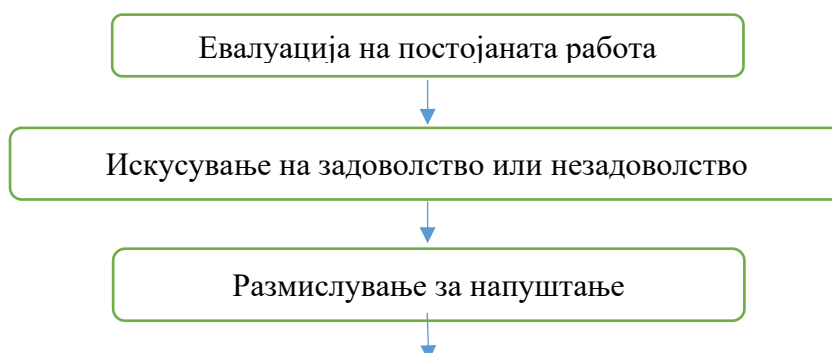 Евалуација на постојаната работа
Искусување на задоволство или незадоволство
Размислување за напуштање